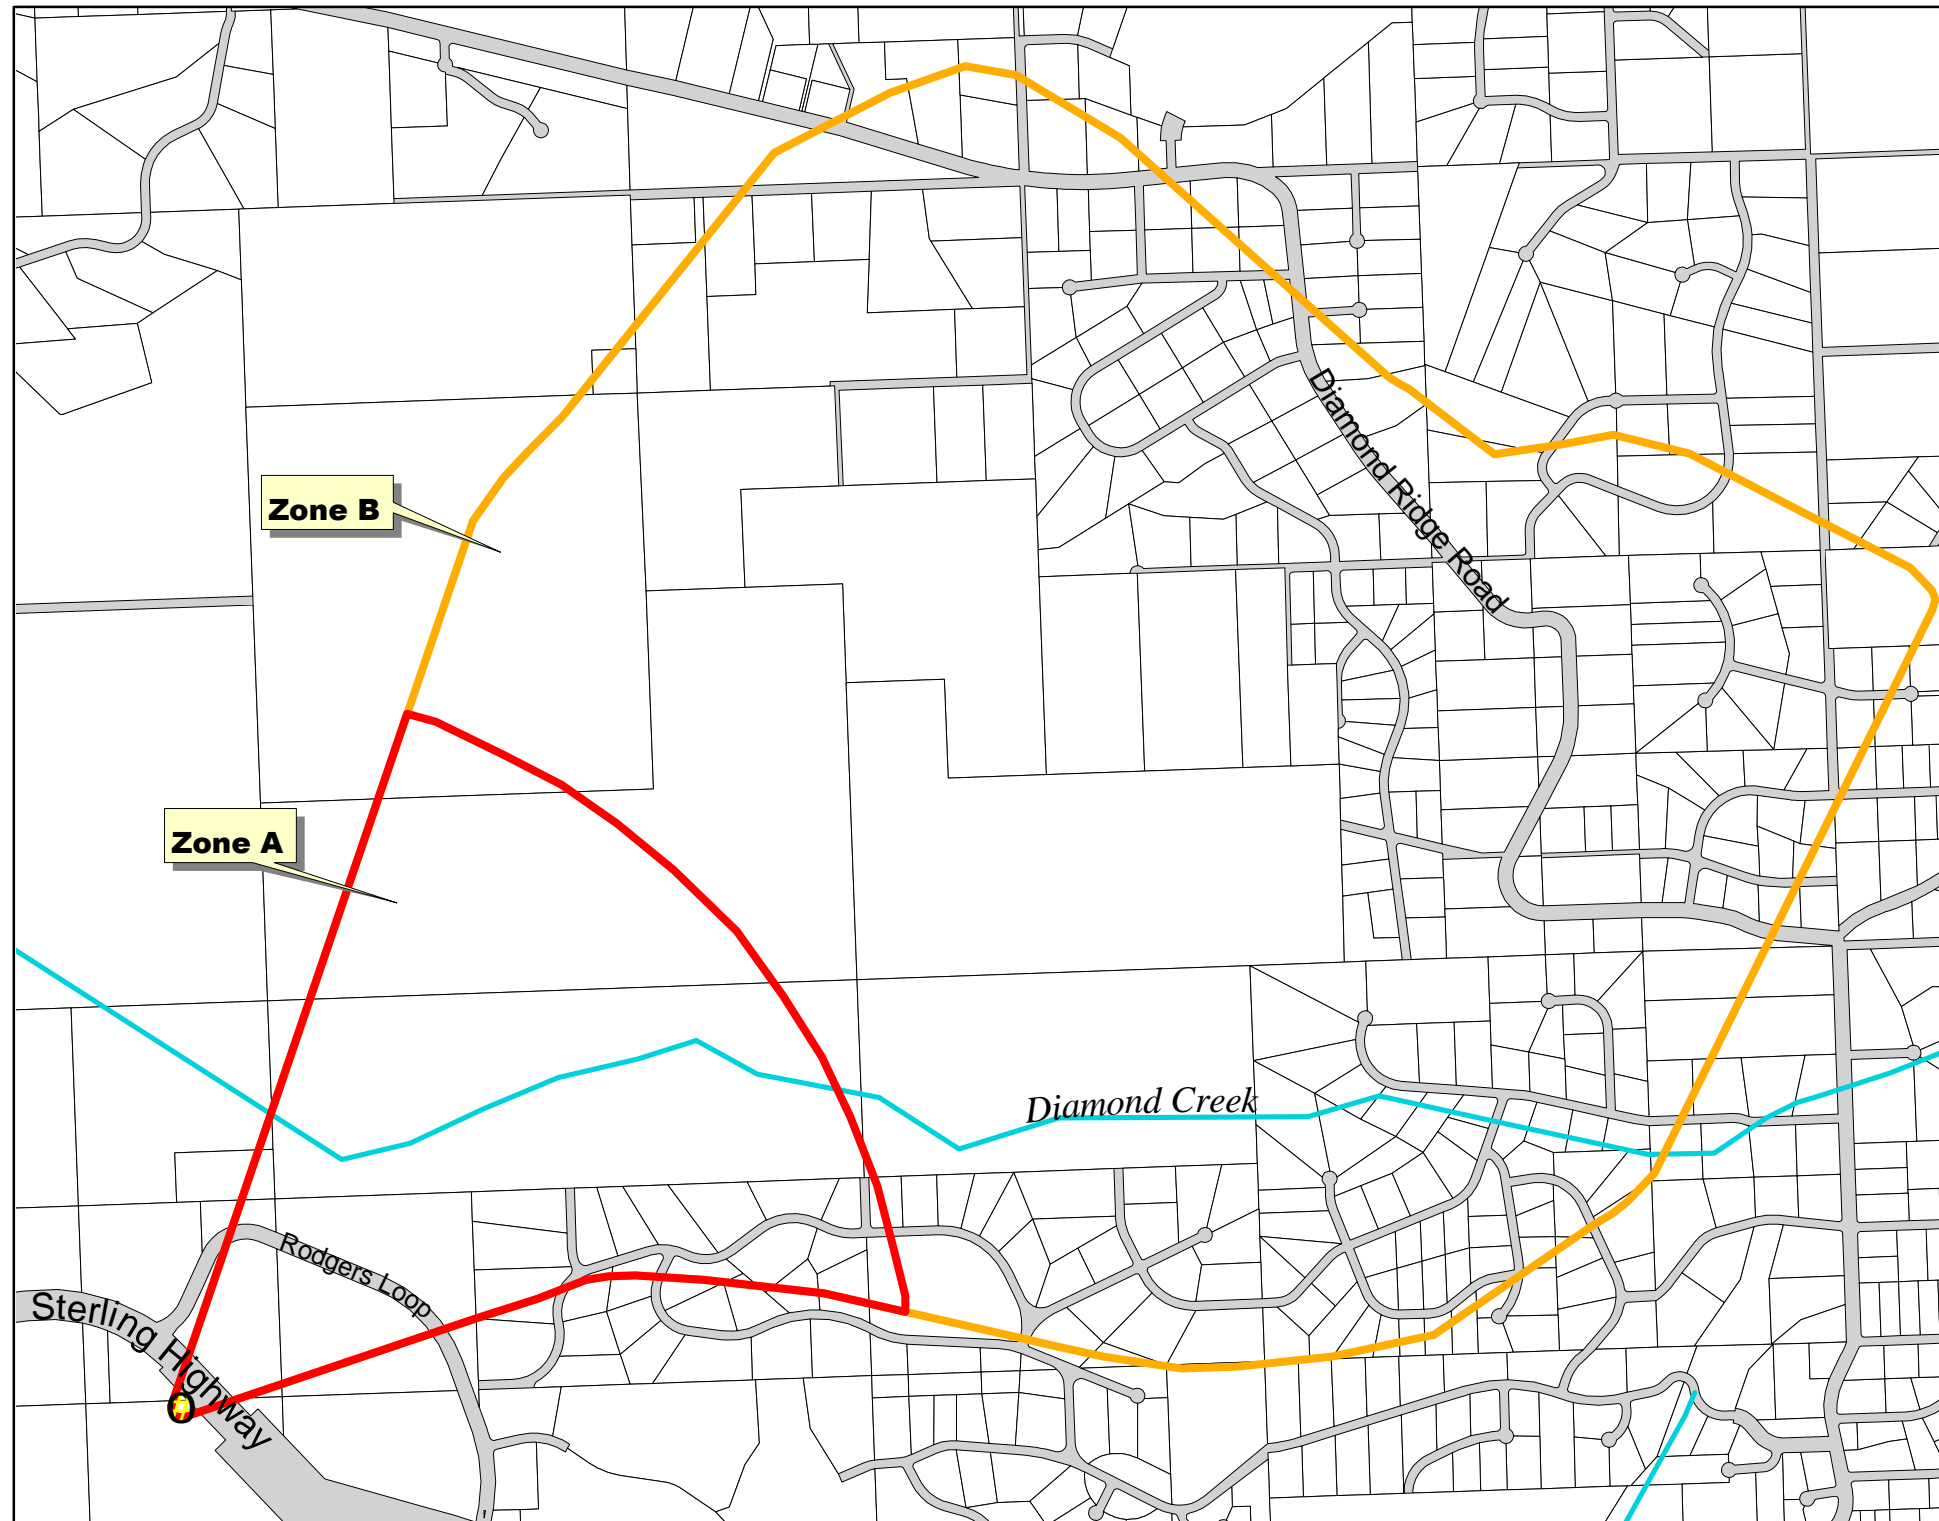 Diamond Ridge Road
Zone B
Zone A
Diamond Creek
Rodgers Loop
Sterling Highway